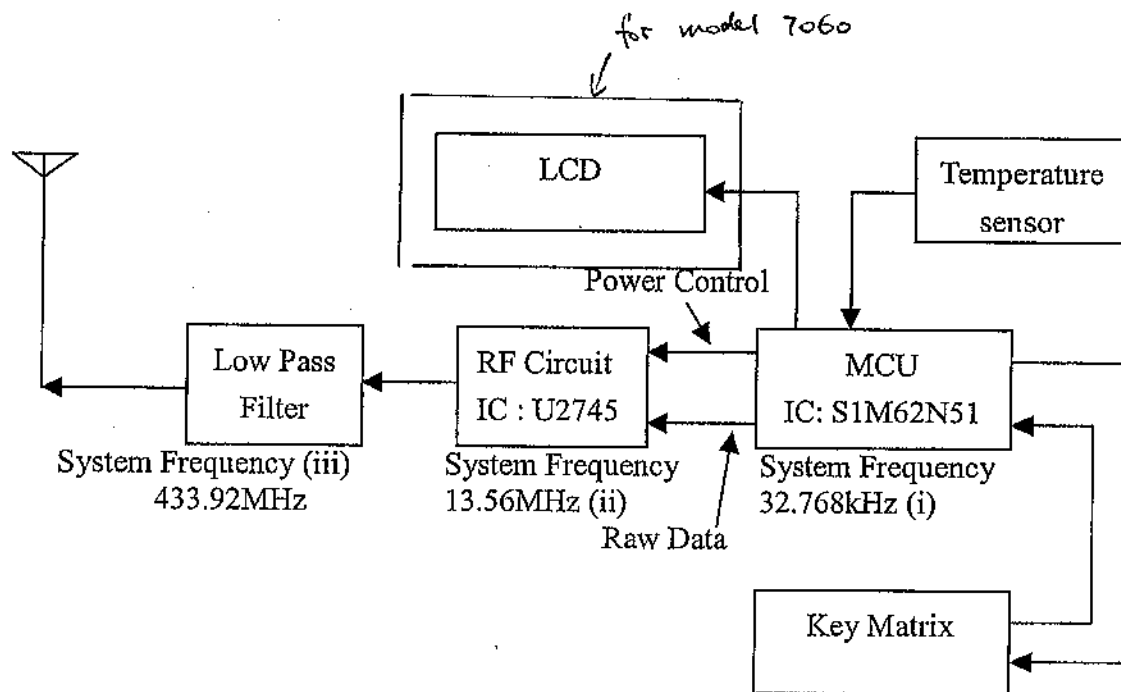 for model 7060
LCD
Temperature
sensor
Power Control
Low Pass
Filter
RF Circuit
IC : U2745
MCU
IC: S1M62N51
System Frequency (iii)
433.92MHz
System Frequency
13.56MHz (ii)
System Frequency
32.768kHz (i)
Raw Data
Key Matrix